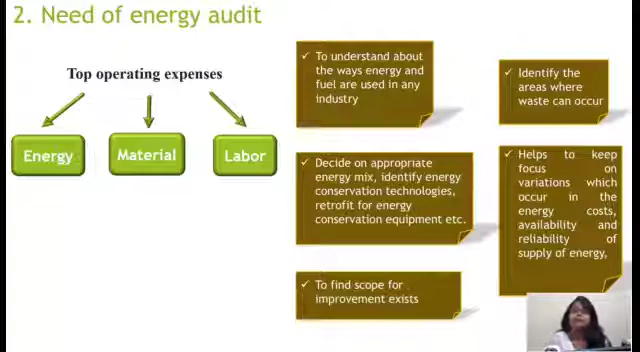 2. Need of energy audit
Top operating expenses
Energy
Material
Labor
✓ To understand about
the ways energy and
fuel are used in any
industry
✓ Identify the
areas where
waste can occur
✓ Decide on appropriate
energy mix, identify energy
conservation technologies,
retrofit for energy
conservation equipment etc.
✓ Helps to keep
focus on
variations which
occur in the
energy costs,
availability and
reliability of
supply of energy,
✓ To find scope for
improvement exists